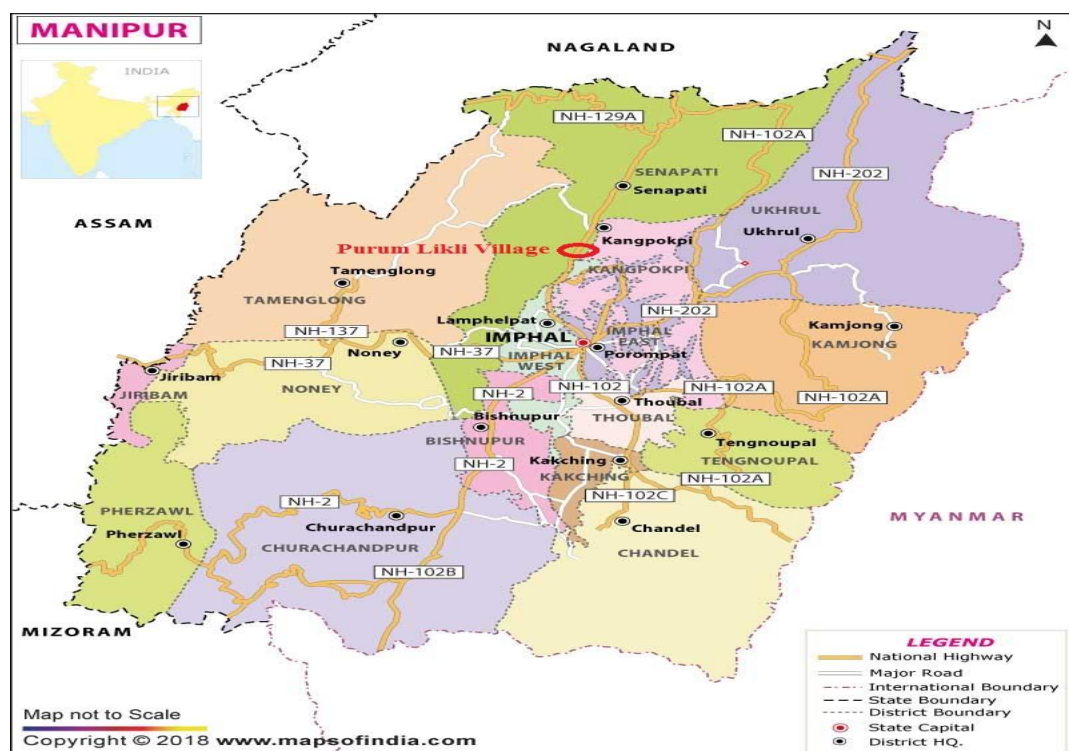 MANIPUR
N
NAGALAND
INDIA
NH-129A
NH-102A
SENAPATI
Senapati
NH-202
ASSAM
UKHRUL
Ukhrul
Kangpokpi
Purum Likli Village
KANGPOKPI
Tamenglong
TAMENGLONG
NH-202
Lamphelpat
Kamjong
NH-137
IMPHAL
IMPHAL
EAST
KAMJONG
Noney
NH-37
IMPHAL
WEST
Porompat
NH-37
Jiribam
JIRIBAM
NONEY
NH-2
NH-102
NH-102A
NH-102A
Thoubal
THOUBAL
Bishnupur
BISHNUPUR
Tengnoupal
TENGNOUPAL
Kakching
KAKCHING
NH-2
NH-102A
NH-2
NH-102C
PHERZAWL
Churachandpur
Chandel
MYANMAR
Pherzawl
CHURACHANDPUR
CHANDEL
NH-102B
MIZORAM
LEGEND
National Highway
Major Road
International Boundary
State Boundary
District Boundary
State Capital
District HQ.
Map not to Scale
Copyright © 2018 www.mapsofindia.com